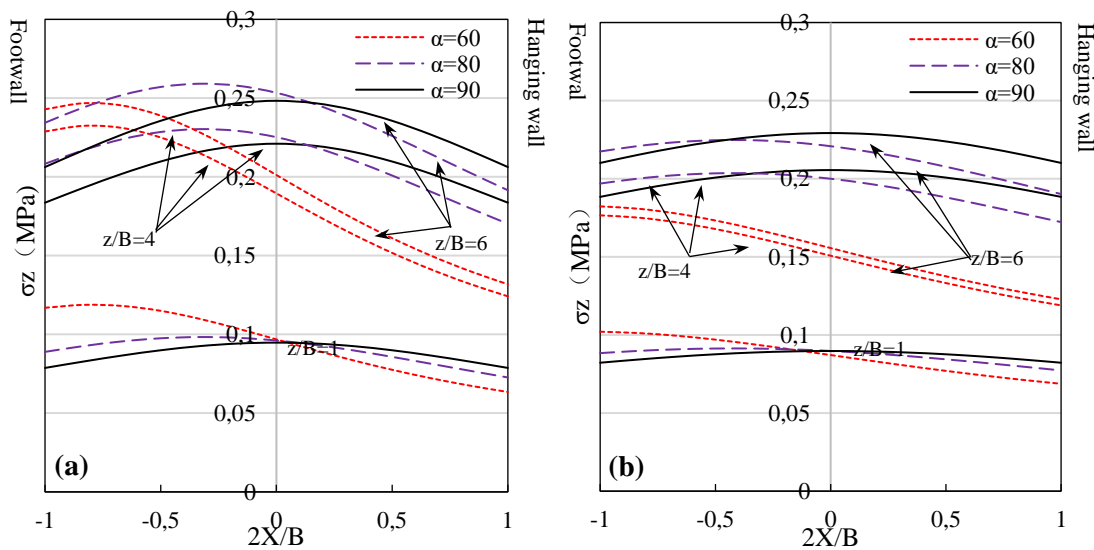 Footwall
Hanging wall
0,3
0,25
0,2
0,15
0,1
0,05
0
α=60
α=80
α=90
z/B=4
z/B=6
z/B=1
σz（MPa）
(a)
-1
-0,5
0
0,5
1
2X/B
Footwal
Hanging wall
0,3
0,25
0,2
0,15
0,1
0,05
0
α=60
α=80
α=90
z/B=4
z/B=6
z/B=1
σz（MPa）
(b)
-1
-0,5
0
0,5
1
2X/B